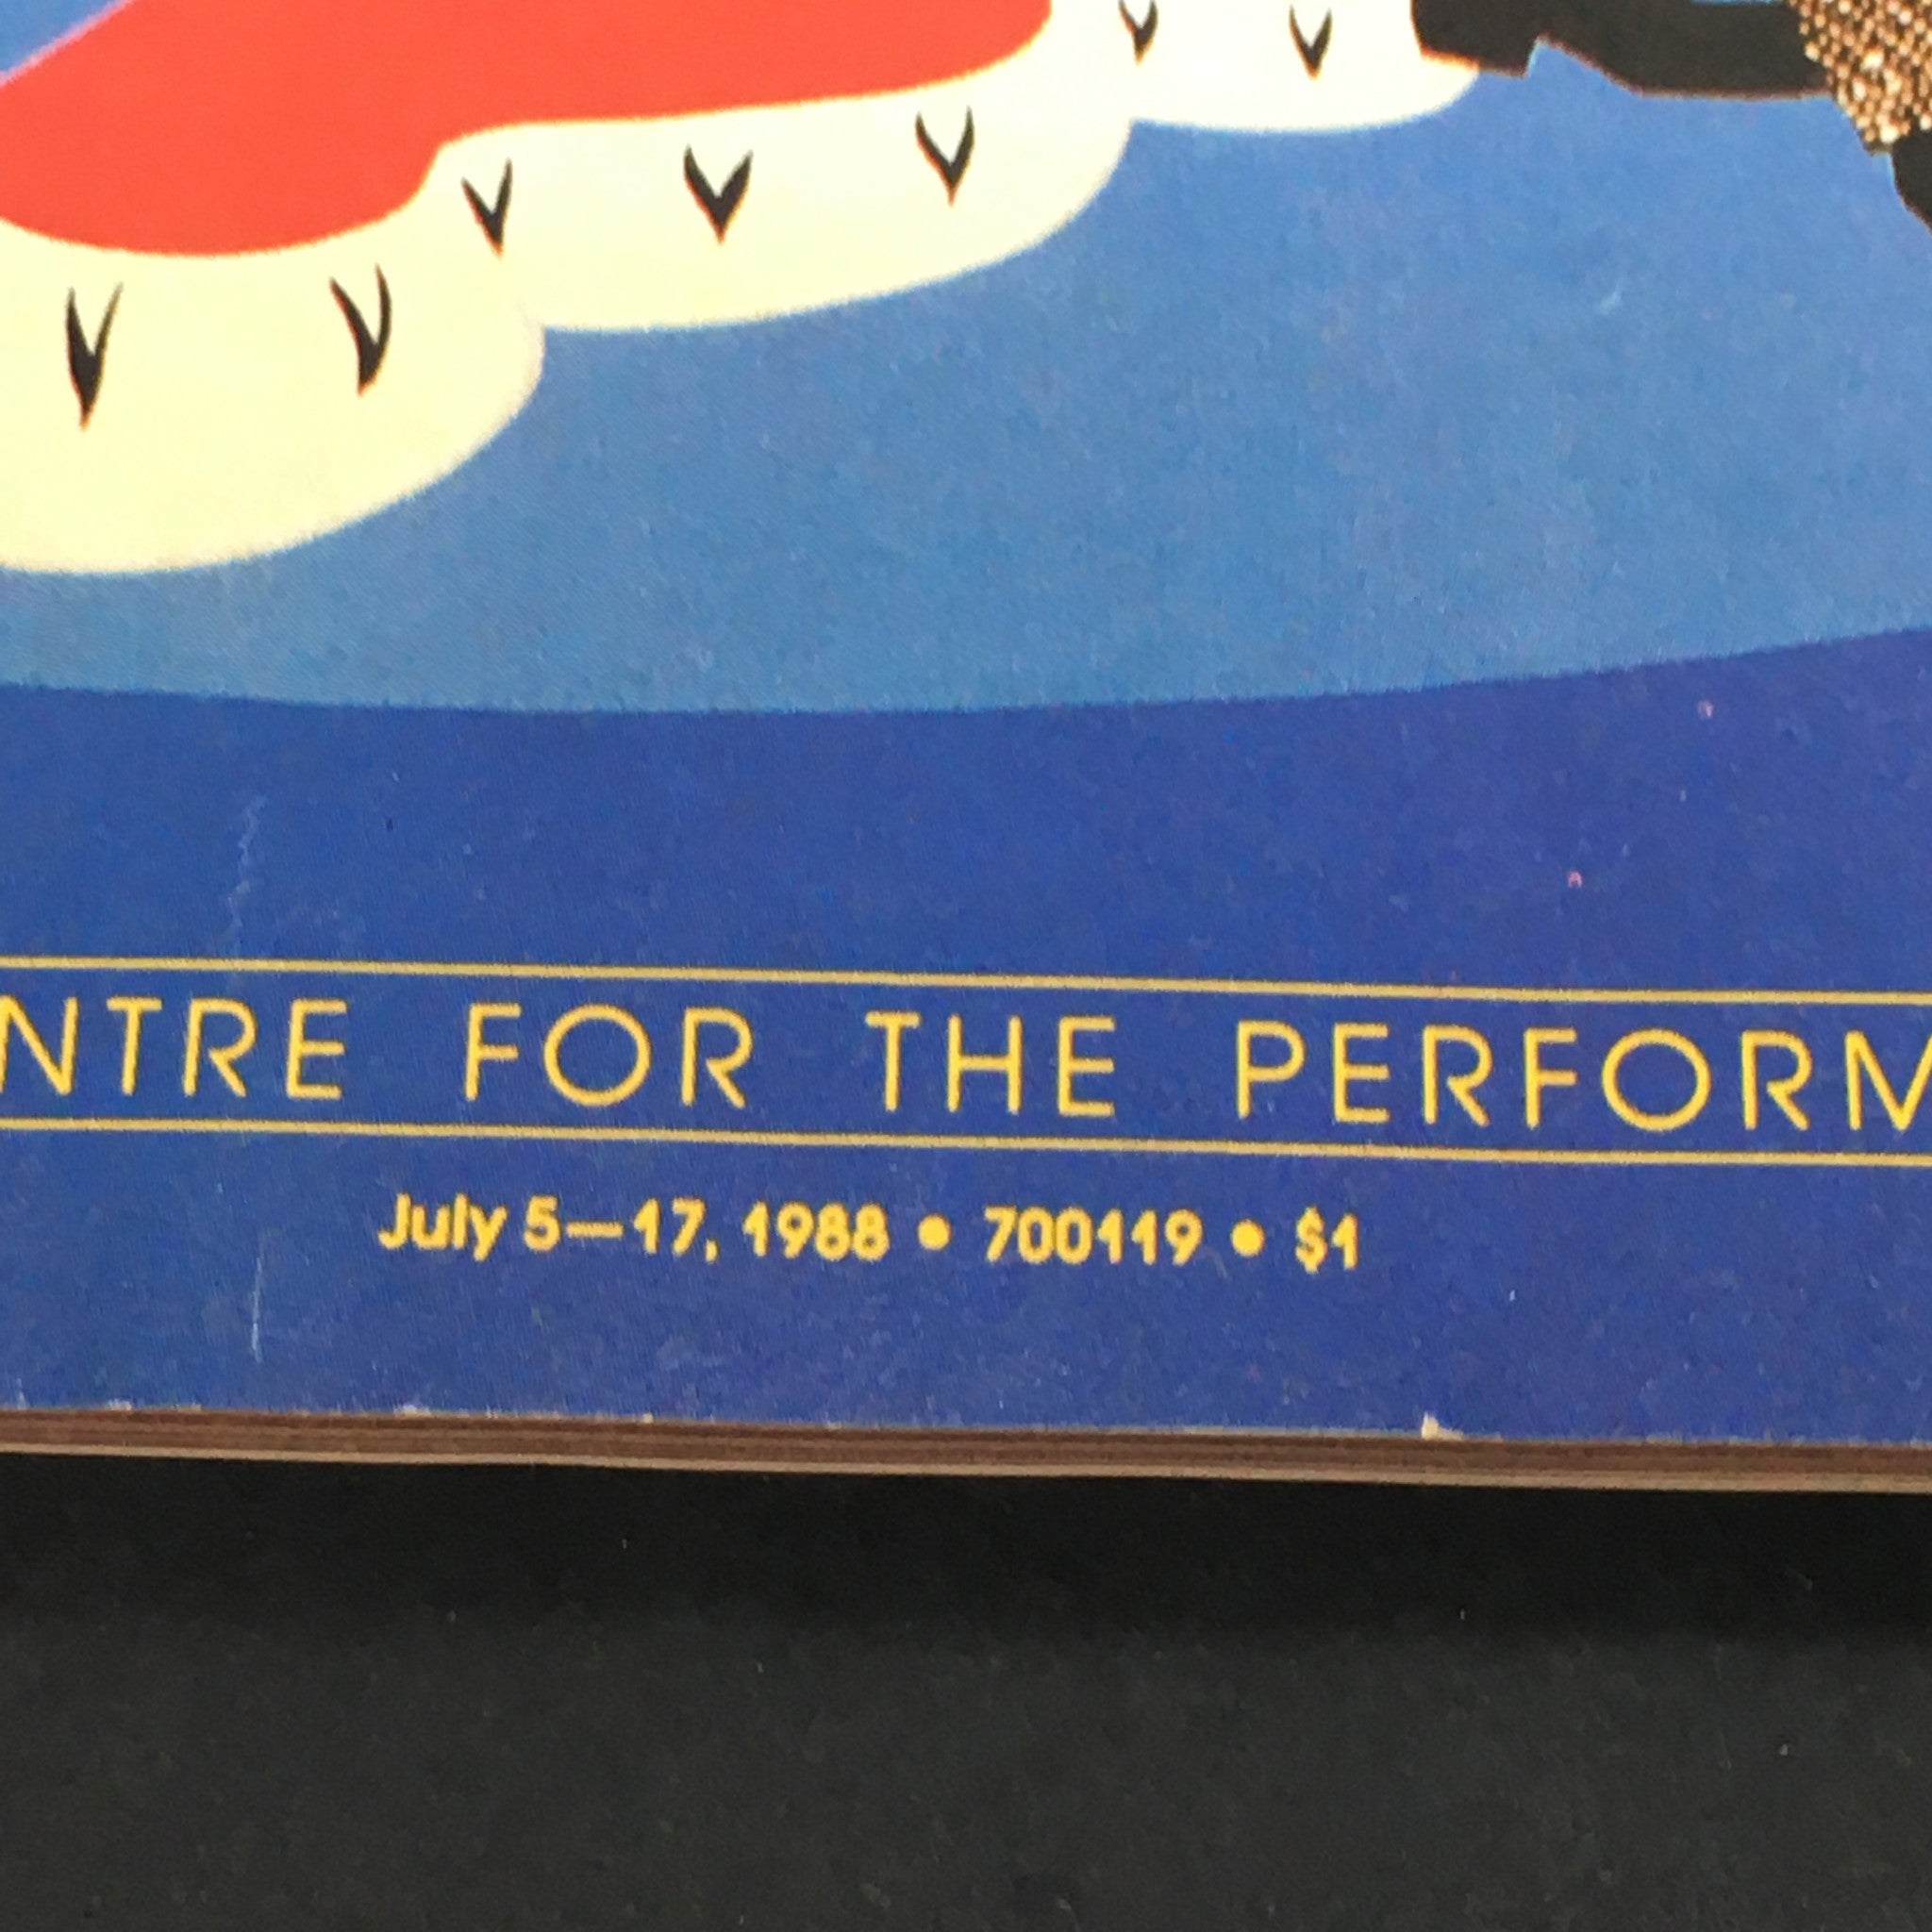 NTRE FOR THE PERFORM
July 5—17, 1988 • 700119 • $1